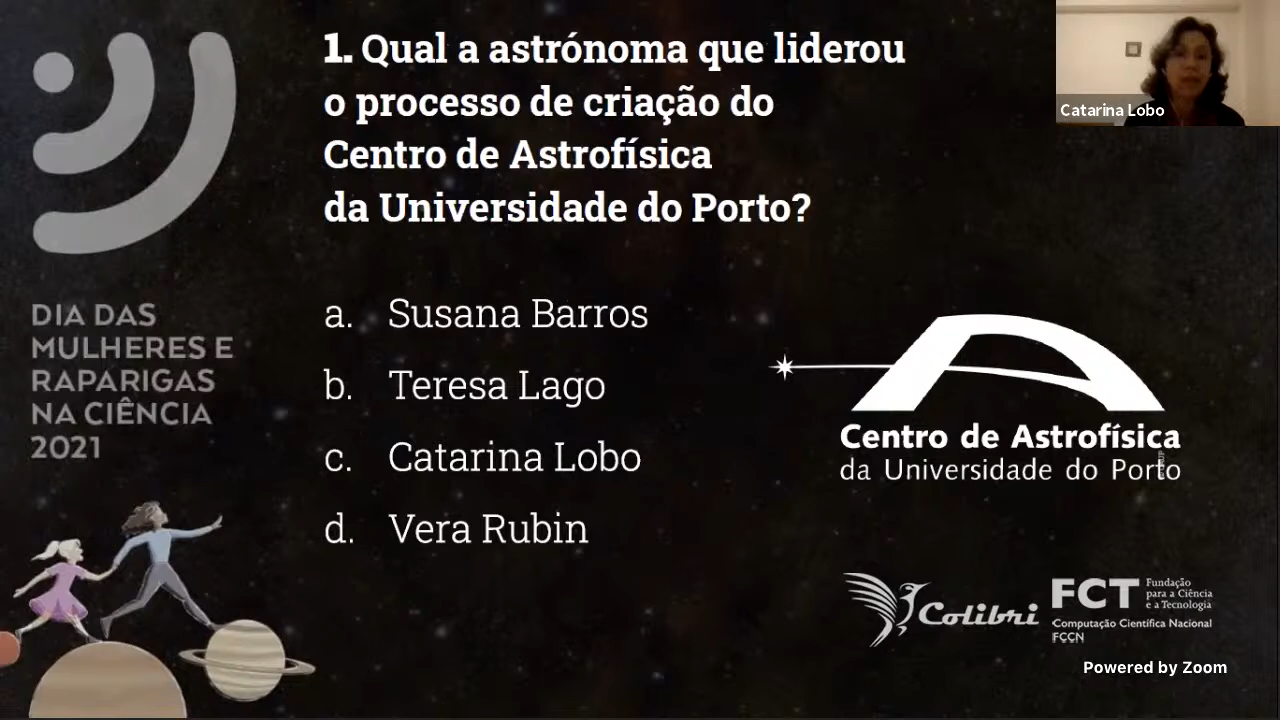 1. Qual a astrónoma que liderou
o processo de criação do
Centro de Astrofísica
da Universidade do Porto?
Catarina Lobo
a. Susana Barros
b. Teresa Lago
c. Catarina Lobo
d. Vera Rubin
DIA DAS
MULHERES E
RAPARIGAS
NA CIÊNCIA
2021
Centro de Astrofísica
da Universidade do Porto
Colibri
FCT
Fundação
para a Ciência
e a Tecnologia
Computação Científica Nacional
FCCN
Powered by Zoom